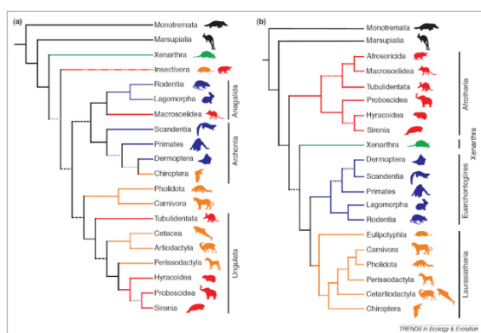 (a)
Monotremata
Marsupialia
Xenarthra
Insectivora
Rodentia
Lagomorpha
Macroscelidea
Scandentia
Primates
Dermoptera
Chiroptera
Pholidota
Carnivora
Tubulidentata
Cetacea
Artiodactyla
Perissodactyla
Hyracoidea
Proboscidea
Sirenia
Anagalida
Archonta
Ungulata
(b)
Monotremata
Marsupialia
Afrosoricida
Macroscelidea
Tubulidentata
Proboscidea
Hyracoidea
Sirenia
Xenarthra
Dermoptera
Scandentia
Primates
Lagomorpha
Rodentia
Eulipotyphla
Carnivora
Pholidota
Perissodactyla
Cetartiodactyla
Chiroptera
Afrotheria
Xenarthra
Euarchontoglires
Laurasiatheria
TRENDS in Ecology & Evolution